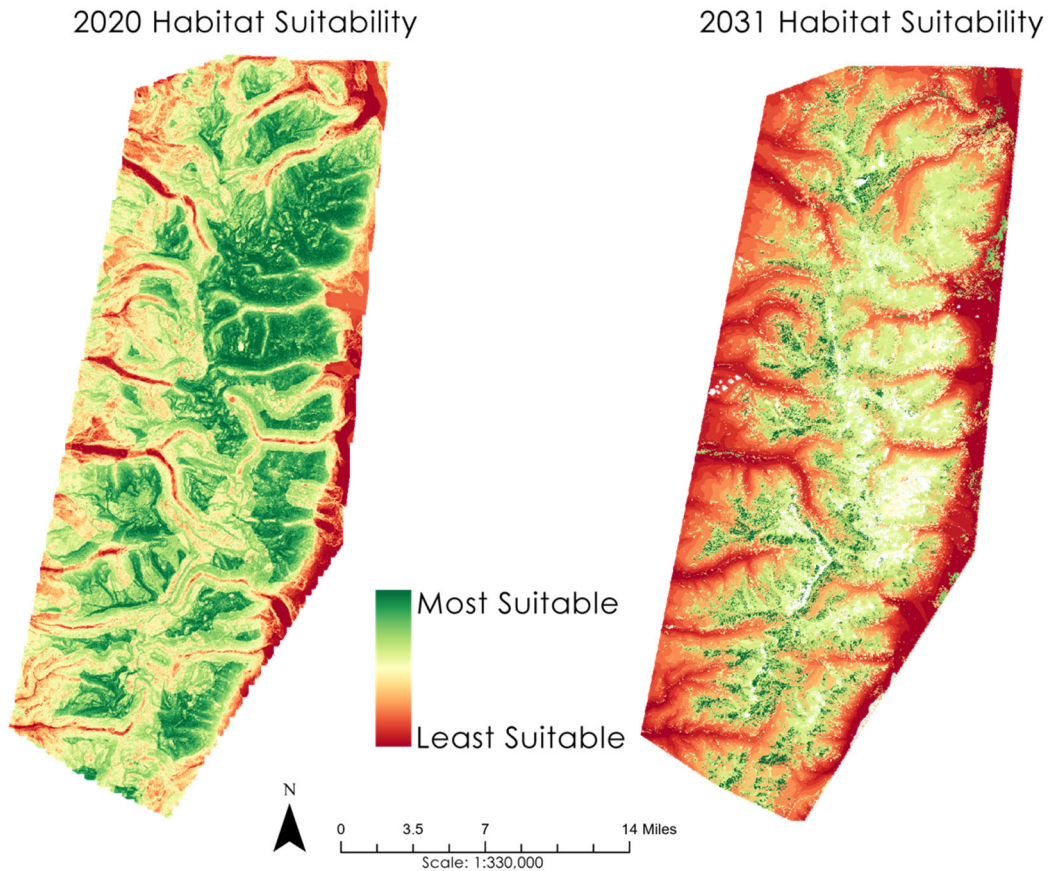 2020 Habitat Suitability
2031 Habitat Suitability
Most Suitable
Least Suitable
N
0 3.5 7 14 Miles
Scale: 1:330,000